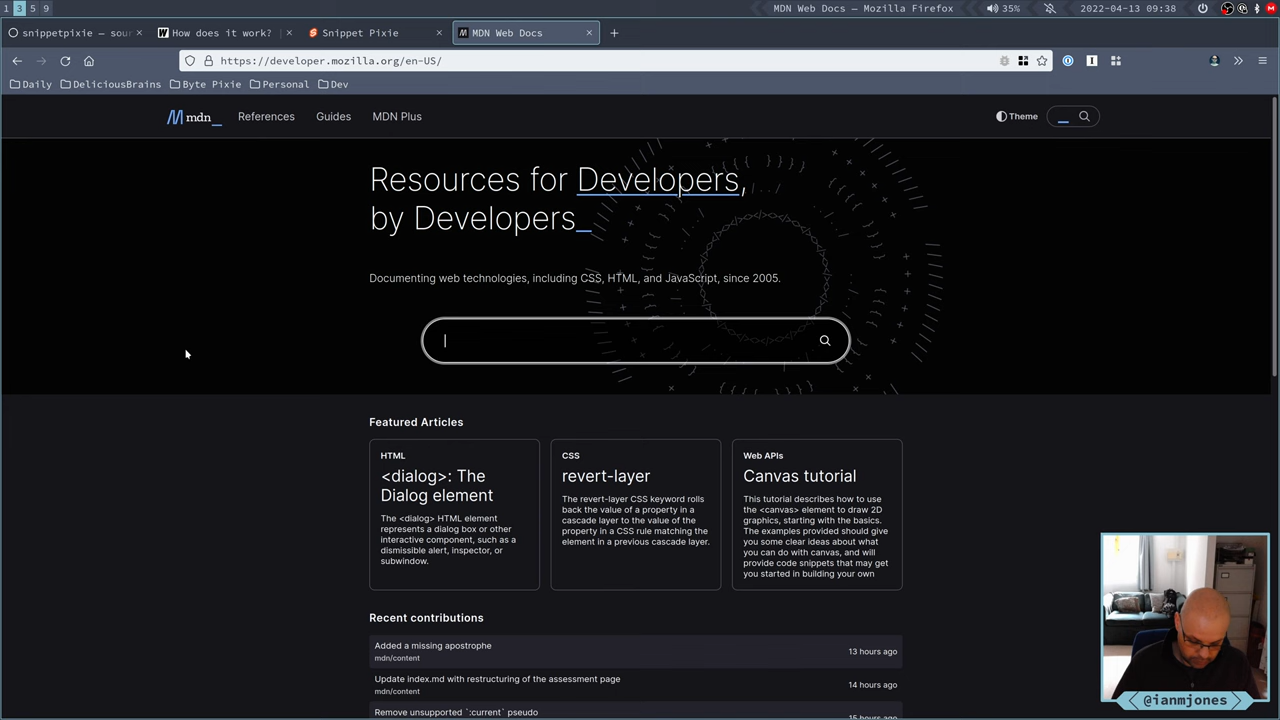 1 3 5 9
MDN Web Docs — Mozilla Firefox
35%
2022-04-13 09:38
snippetpixie — sour
How does it work?
Snippet Pixie
MDN Web Docs
https://developer.mozilla.org/en-US/
Daily
DeliciousBrains
Byte Pixie
Personal
Dev
mdn_
References
Guides
MDN Plus
Theme
Resources for Developers,
by Developers_
Documenting web technologies, including CSS, HTML, and JavaScript, since 2005.
Featured Articles
HTML
<dialog>: The
Dialog element
The <dialog> HTML element
represents a dialog box or other
interactive component, such as a
dismissible alert, inspector, or
subwindow.
CSS
revert-layer
The revert-layer CSS keyword rolls
back the value of a property in a
cascade layer to the value of the
property in a CSS rule matching the
element in a previous cascade layer.
Web APIs
Canvas tutorial
This tutorial describes how to use
the <canvas> element to draw 2D
graphics, starting with the basics.
The examples provided should give
you some clear ideas about what
you can do with canvas, and will
provide code snippets that may get
you started in building your own
Recent contributions
Added a missing apostrophe
mdn/content
13 hours ago
Update index.md with restructuring of the assessment page
mdn/content
14 hours ago
Remove unsupported `:current` pseudo
15 hours ago
@ianmjones